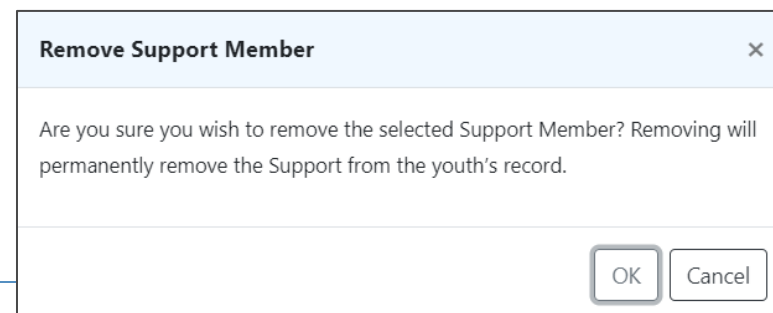 Remove Support Member ×
Are you sure you wish to remove the selected Support Member? Removing will
permanently remove the Support from the youth's record.
OK Cancel